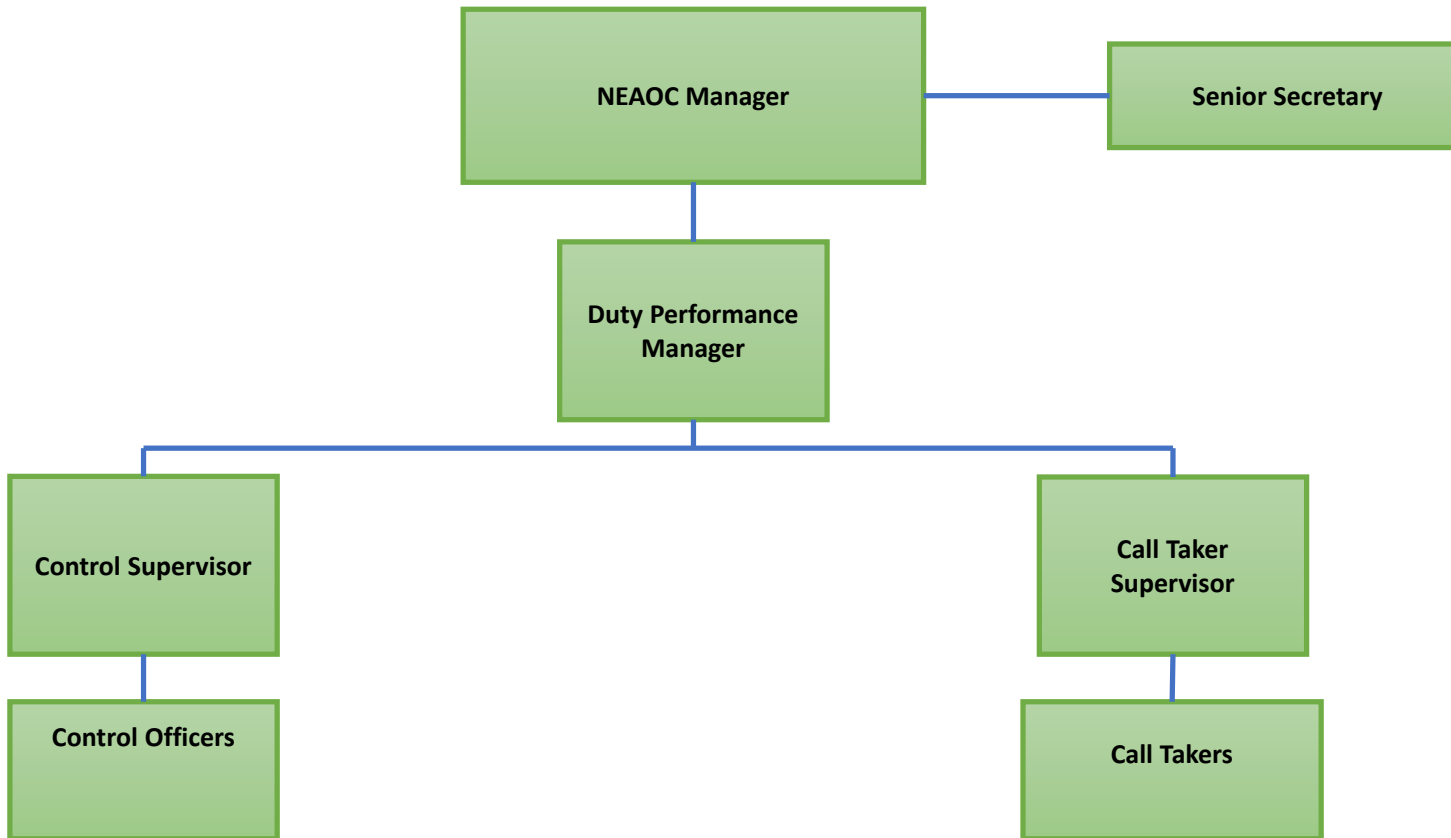 NEAOC Manager
Senior Secretary
Duty Performance
Manager
Control Supervisor
Call Taker
Supervisor
Control Officers
Call Takers